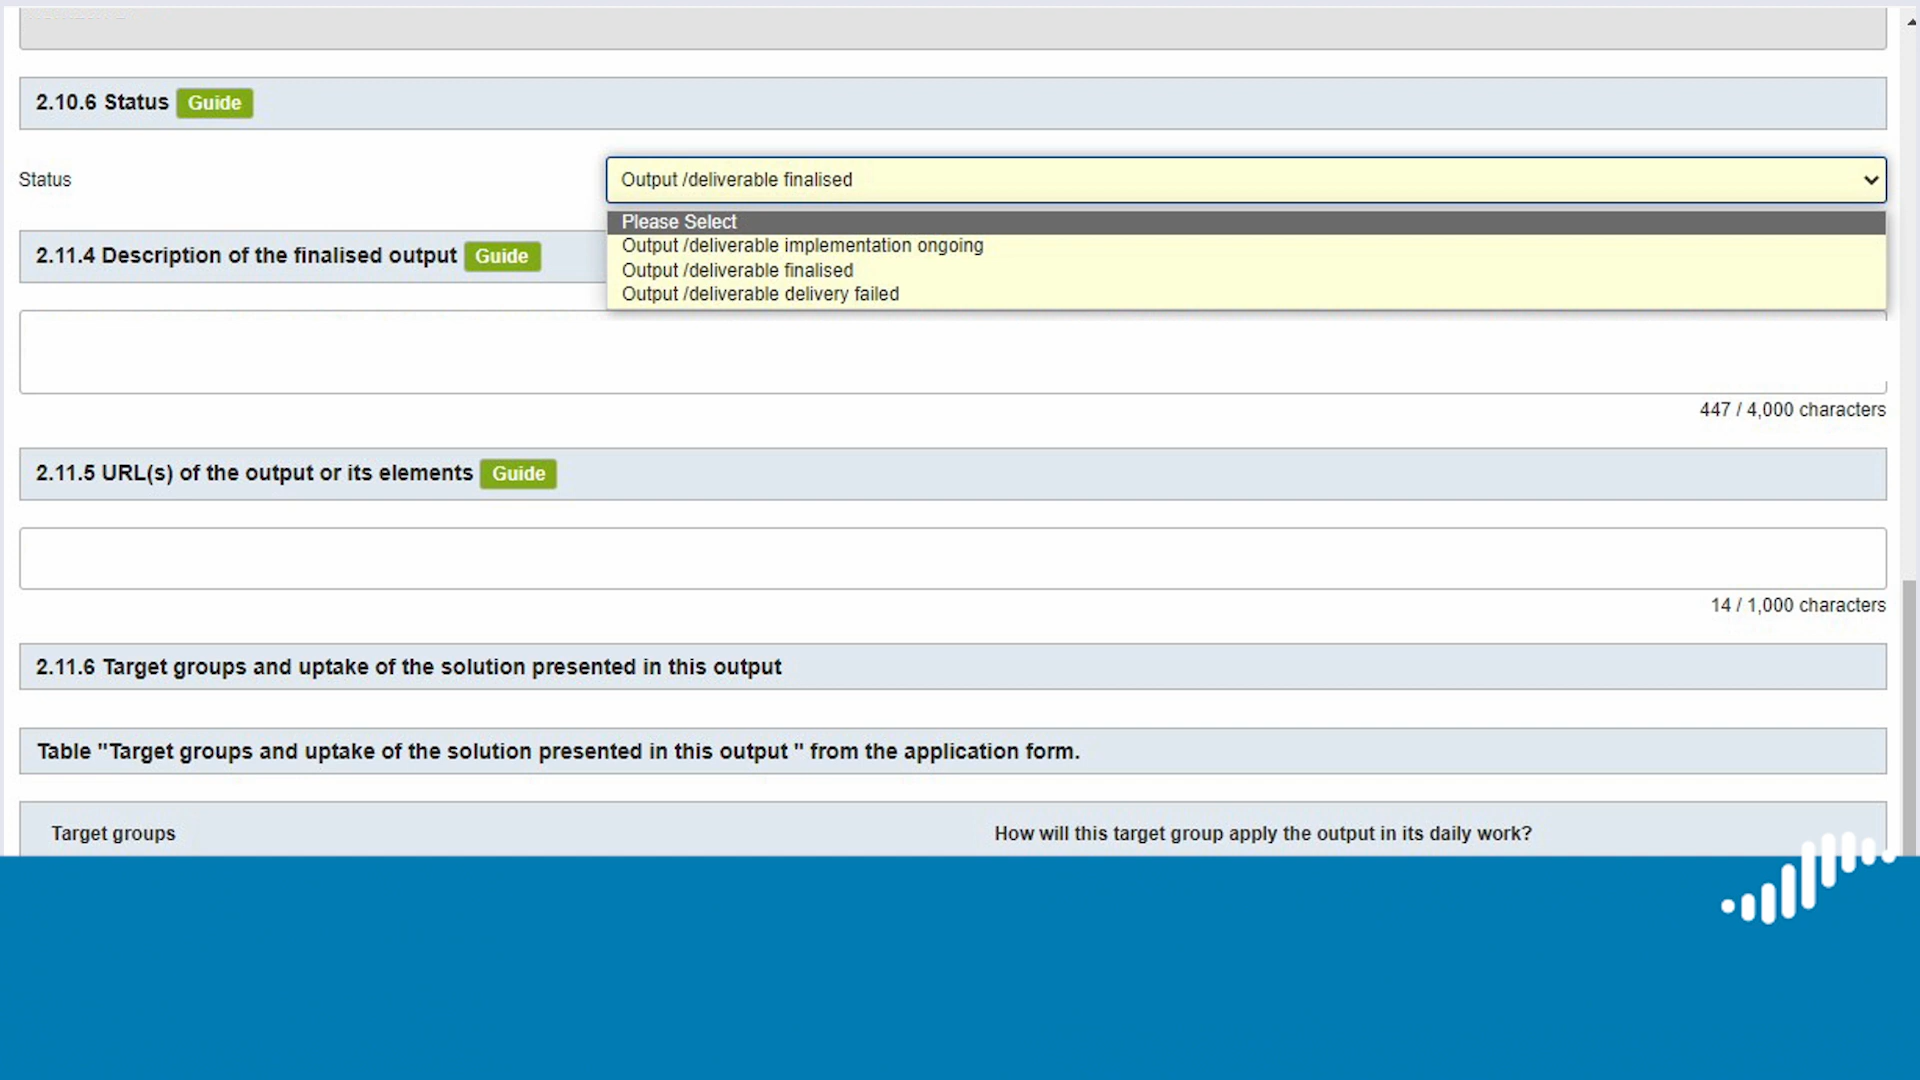 2.10.6 Status Guide
Status
Output /deliverable finalised
Please Select
Output /deliverable implementation ongoing
Output /deliverable finalised
Output /deliverable delivery failed
2.11.4 Description of the finalised output Guide
447 / 4,000 characters
2.11.5 URL(s) of the output or its elements Guide
14 / 1,000 characters
2.11.6 Target groups and uptake of the solution presented in this output
Table "Target groups and uptake of the solution presented in this output " from the application form.
Target groups How will this target group apply the output in its daily work?